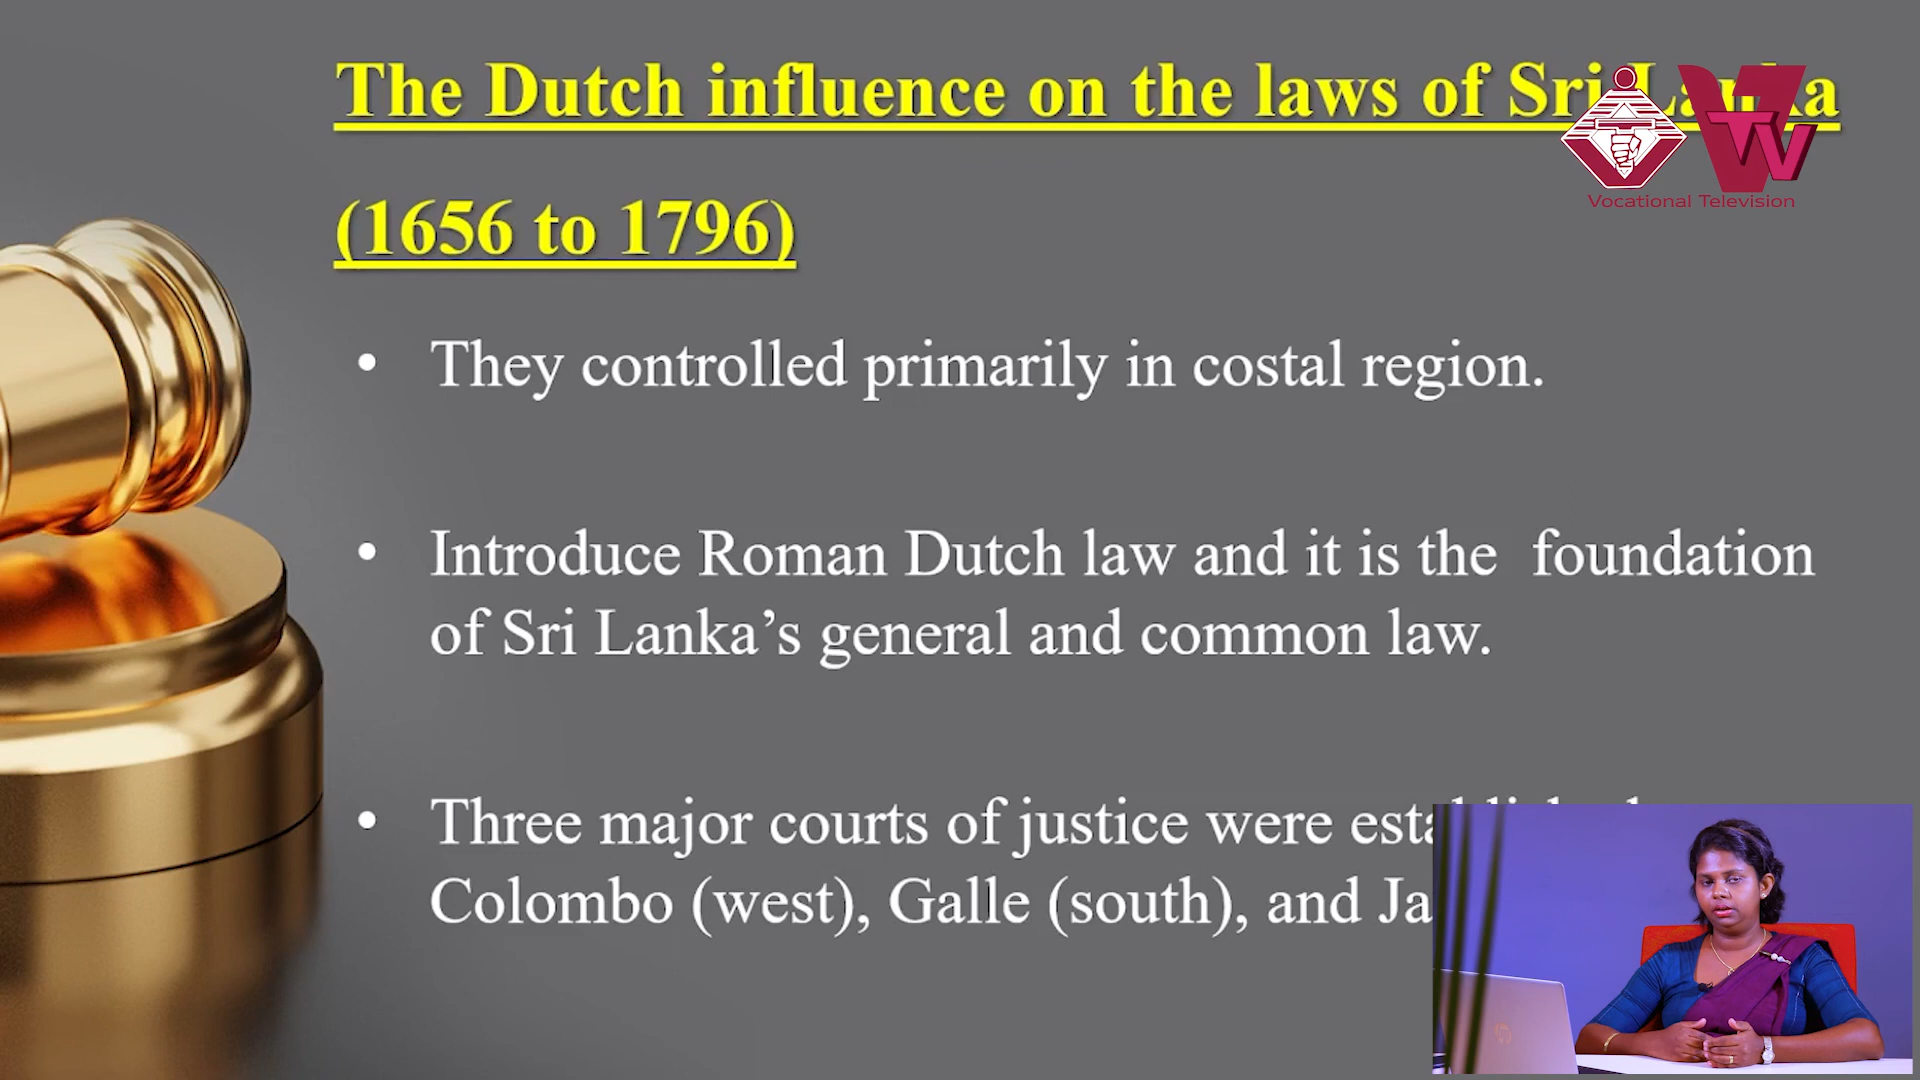 The Dutch influence on the laws of Sri Lanka
(1656 to 1796)
Vocational Television
• They controlled primarily in costal region.
• Introduce Roman Dutch law and it is the foundation
of Sri Lanka’s general and common law.
• Three major courts of justice were
Colombo (west), Galle (south), and